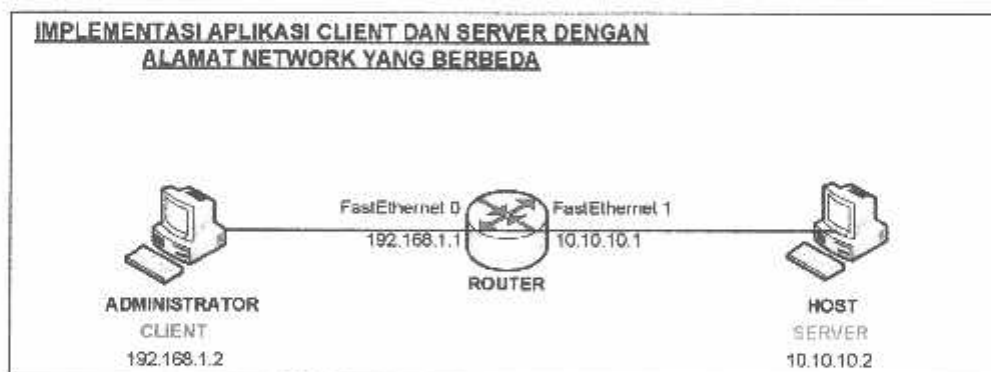 IMPLEMENTASI APLIKASI CLIENT DAN SERVER DENGAN
ALAMAT NETWORK YANG BERBEDA
FastEthernet 0
FastEthernet 1
192.168.1.1
10.10.10.1
ROUTER
ADMINISTRATOR
CLIENT
192.168.1.2
HOST
SERVER
10.10.10.2